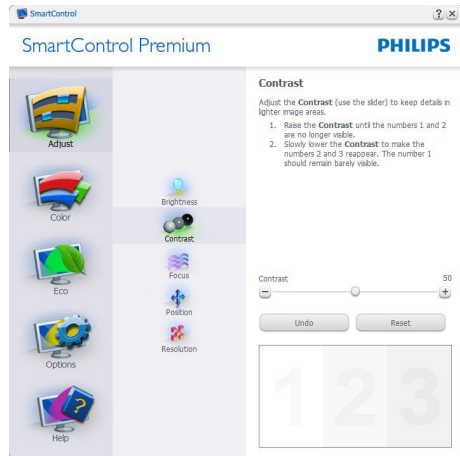 SmartControl
SmartControl Premium
PHILIPS
Adjust
Color
Eco
Options
Help
Brightness
Contrast
Focus
Position
Resolution
Contrast
Adjust the Contrast (use the slider) to keep details in
lighter image areas.
1. Raise the Contrast until the numbers 1 and 2
are no longer visible.
2. Slowly lower the Contrast to make the
numbers 2 and 3 reappear. The number 1
should remain barely visible.
Contrast 50
Undo Reset
1 2 3